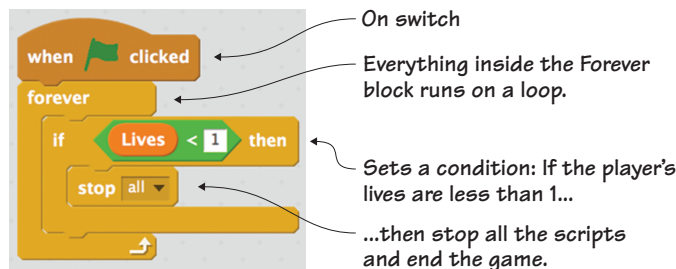 when clicked
forever
if Lives < 1 then
stop all
On switch
Everything inside the Forever
block runs on a loop.
Sets a condition: If the player's
lives are less than 1...
...then stop all the scripts
and end the game.